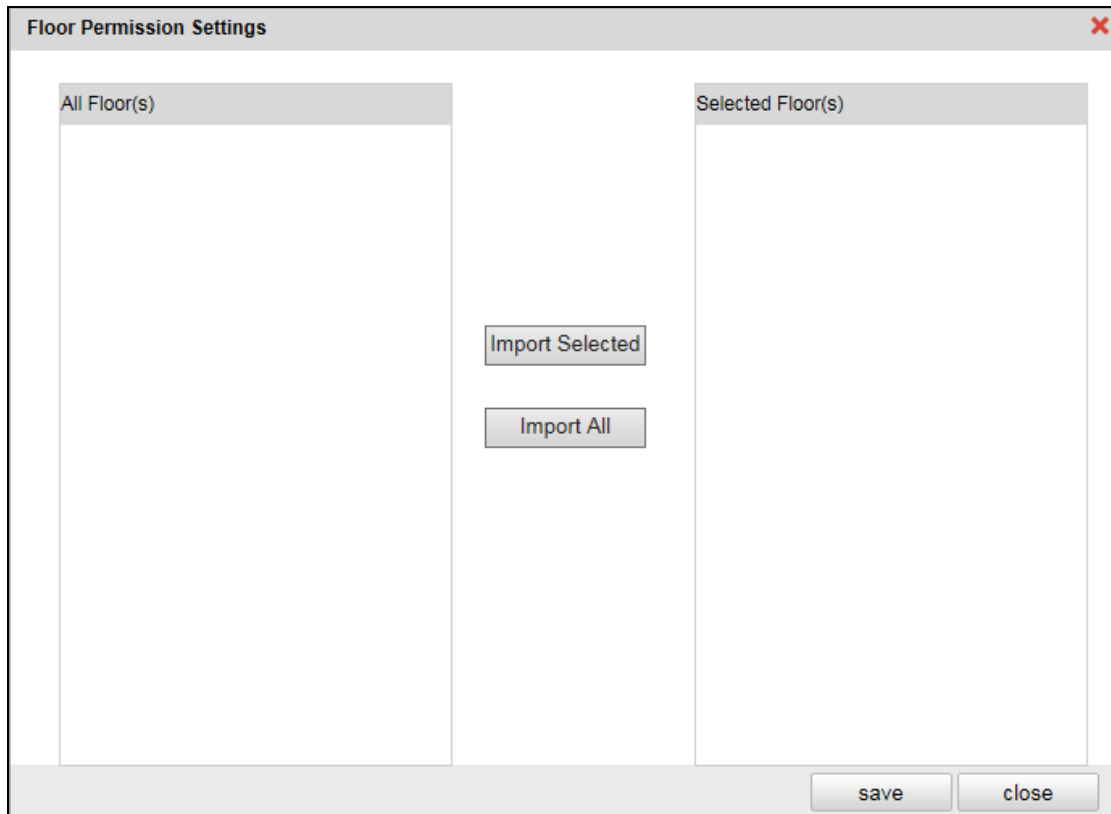 Floor Permission Settings
All Floor(s)
Selected Floor(s)
Import Selected
Import All
save
close